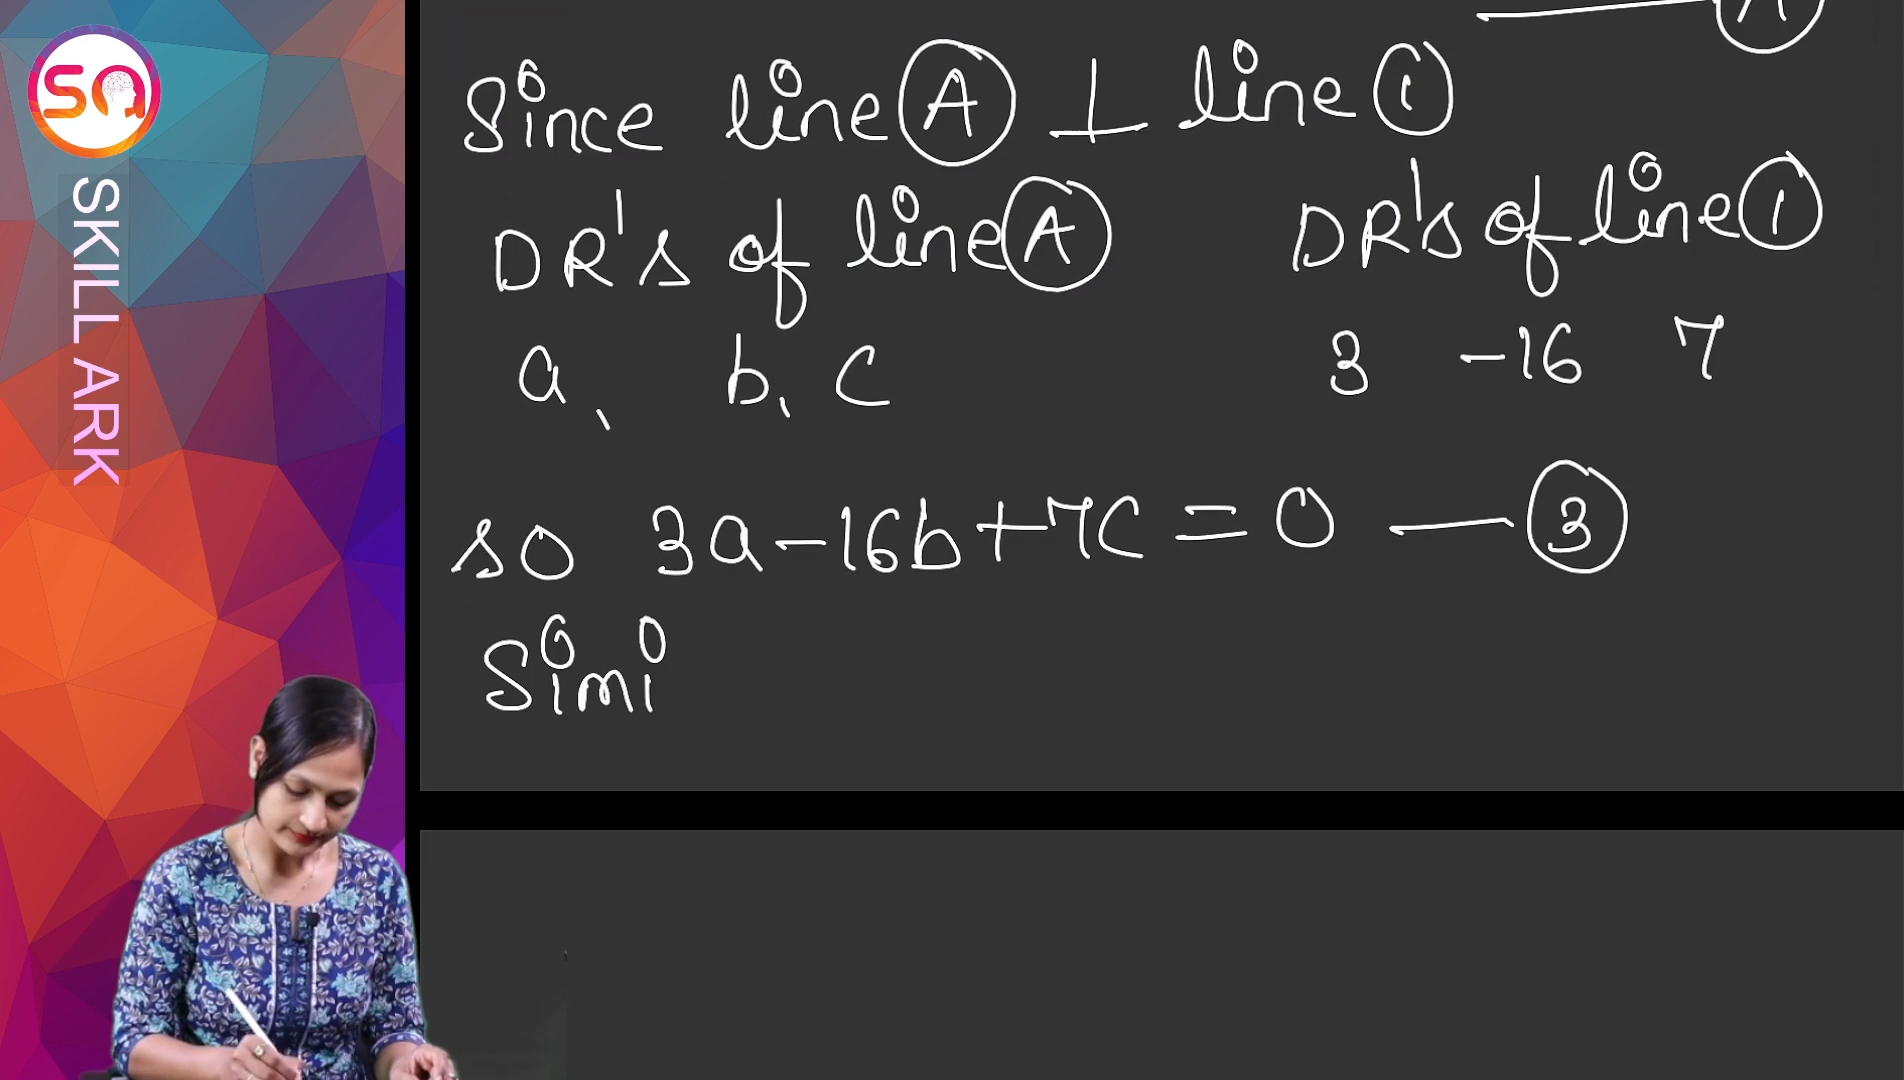 SKILL ARK
A
Since line A ⊥ line 1
DR's of line A DR's of line 1
a, b, c 3 -16 7
so 3a-16b+7c = 0 — 3
Simi